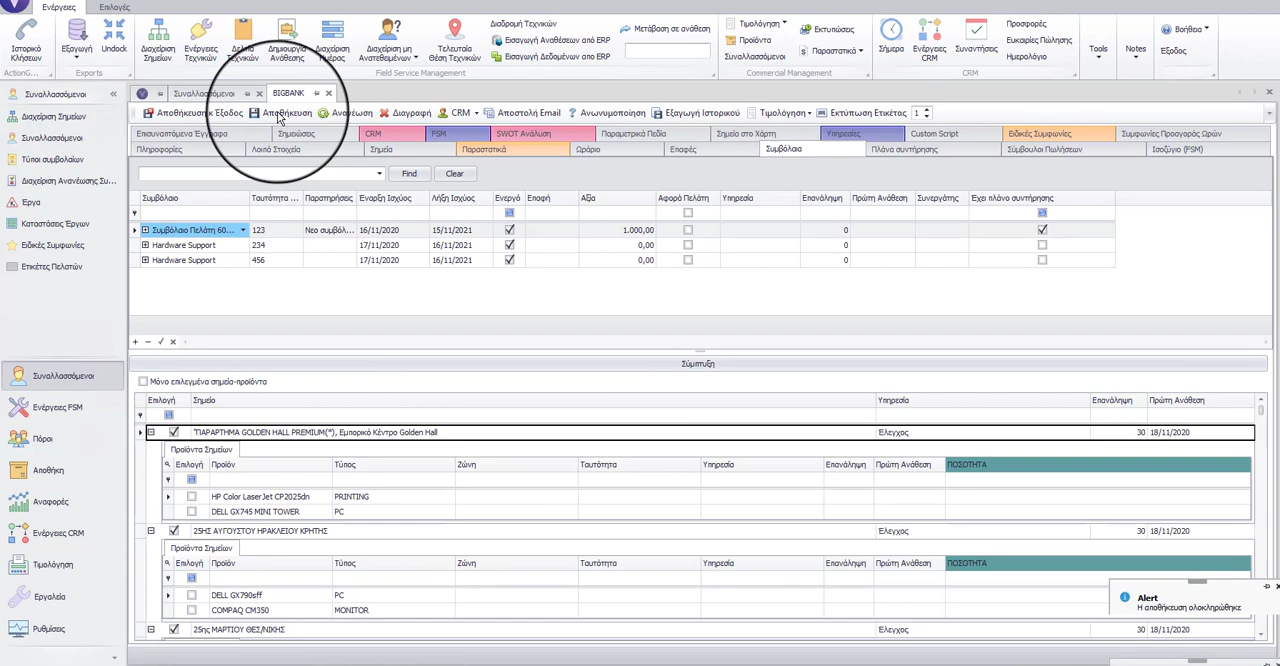 Ενέργειες Επιλογές
Ιστορικό Κλήσεων
Εξαγωγή
Undock
Διαχείριση Σημείων
Ενέργειες Τεχνικών
Δελτία Τεχνικών
Δημιουργία Ανάθεσης
Διαχείριση Ημέρας
Διαχείριση μη Ανατεθειμένων
Τελευταία Θέση Τεχνικών
Διαδρομή Τεχνικών
Εισαγωγή Αναθέσεων από ERP
Εισαγωγή Δεδομένων από ERP
Μετάβαση σε ανάθεση
Τιμολόγηση
Προϊόντα
Συναλλασσόμενοι
Εκτυπώσεις
Παραστατικά
Σήμερα
Ενέργειες CRM
Συναντήσεις
Προσφορές
Ευκαιρίες Πώλησης
Ημερολόγιο
Tools
Notes
Βοήθεια
Έξοδος
ActionG... Exports Field Service Management Commercial Management CRM
Συναλλασσόμενοι «
Διαχείριση Σημείων
Συναλλασσόμενοι
Τύποι συμβολαίων
Διαχείριση Ανανέωσης Συ...
Έργα
Καταστάσεις Έργων
Ειδικές Συμφωνίες
Ετικέτες Πελατών
Συναλλασσόμενοι
Ενέργειες FSM
Πόροι
Αποθήκη
Αναφορές
Ενέργειες CRM
Τιμολόγηση
Εργαλεία
Ρυθμίσεις
Συναλλασσόμενοι BIGBANK
Αποθήκευση κ Έξοδος Αποθήκευση Ανανέωση Διαγραφή CRM Αποστολή Email Ανωνυμοποίηση Εξαγωγή Ιστορικού Τιμολόγηση Εκτύπωση Ετικέτας 1
Επισυναπτόμενα Έγγραφα Σημειώσεις CRM FSM SWOT Ανάλυση Παραμετρικά Πεδία Σημεία στο Χάρτη Υπηρεσίες Custom Script Ειδικές Συμφωνίες Συμφωνίες Προαγοράς Ωρών
Πληροφορίες Λοιπά Στοιχεία Σημεία Παραστατικά Ωράριο Επαφές Συμβόλαια Πλάνα συντήρησης Σύμβουλοι Πωλήσεων Ισοζύγιο (FSM)
Find Clear
Συμβόλαιο Ταυτότητα ... Παρατηρήσεις Έναρξη Ισχύος Λήξη Ισχύος Ενεργό Επαφή Αξία Αφορά Πελάτη Υπηρεσία Επανάληψη Πρώτη Ανάθεση Συνεργάτης Έχει πλάνο συντήρησης
Συμβόλαιο Πελάτη 60... 123 Νεο συμβόλ... 16/11/2020 15/11/2021 1.000,00 0
Hardware Support 234 17/11/2020 16/11/2021 0,00 0
Hardware Support 456 17/11/2020 16/11/2021 0,00 0
Σύμπτυξη
Μόνο επιλεγμένα σημεία-προϊόντα
Επιλογή Σημείο Υπηρεσία Επανάληψη Πρώτη Ανάθεση
'ΠΑΡΑΡΤΗΜΑ GOLDEN HALL PREMIUM(*), Εμπορικό Κέντρο Golden Hall Έλεγχος 30 18/11/2020
Προϊόντα Σημείων
Επιλογή Προϊόν Τύπος Ζώνη Ταυτότητα Υπηρεσία Επανάληψη Πρώτη Ανάθεση ΠΟΣΟΤΗΤΑ
HP Color LaserJet CP2025dn PRINTING
DELL GX745 MINI TOWER PC
25ΗΣ ΑΥΓΟΥΣΤΟΥ ΗΡΑΚΛΕΙΟΥ ΚΡΗΤΗΣ Έλεγχος 30 18/11/2020
Προϊόντα Σημείων
Επιλογή Προϊόν Τύπος Ζώνη Ταυτότητα Υπηρεσία Επανάληψη Πρώτη Ανάθεση ΠΟΣΟΤΗΤΑ
DELL GX790sff PC
COMPAQ CM350 MONITOR
25ης ΜΑΡΤΙΟΥ ΘΕΣ/ΝΙΚΗΣ Έλεγχος 30 18/11/2020
Alert
Η αποθήκευση ολοκληρώθηκε